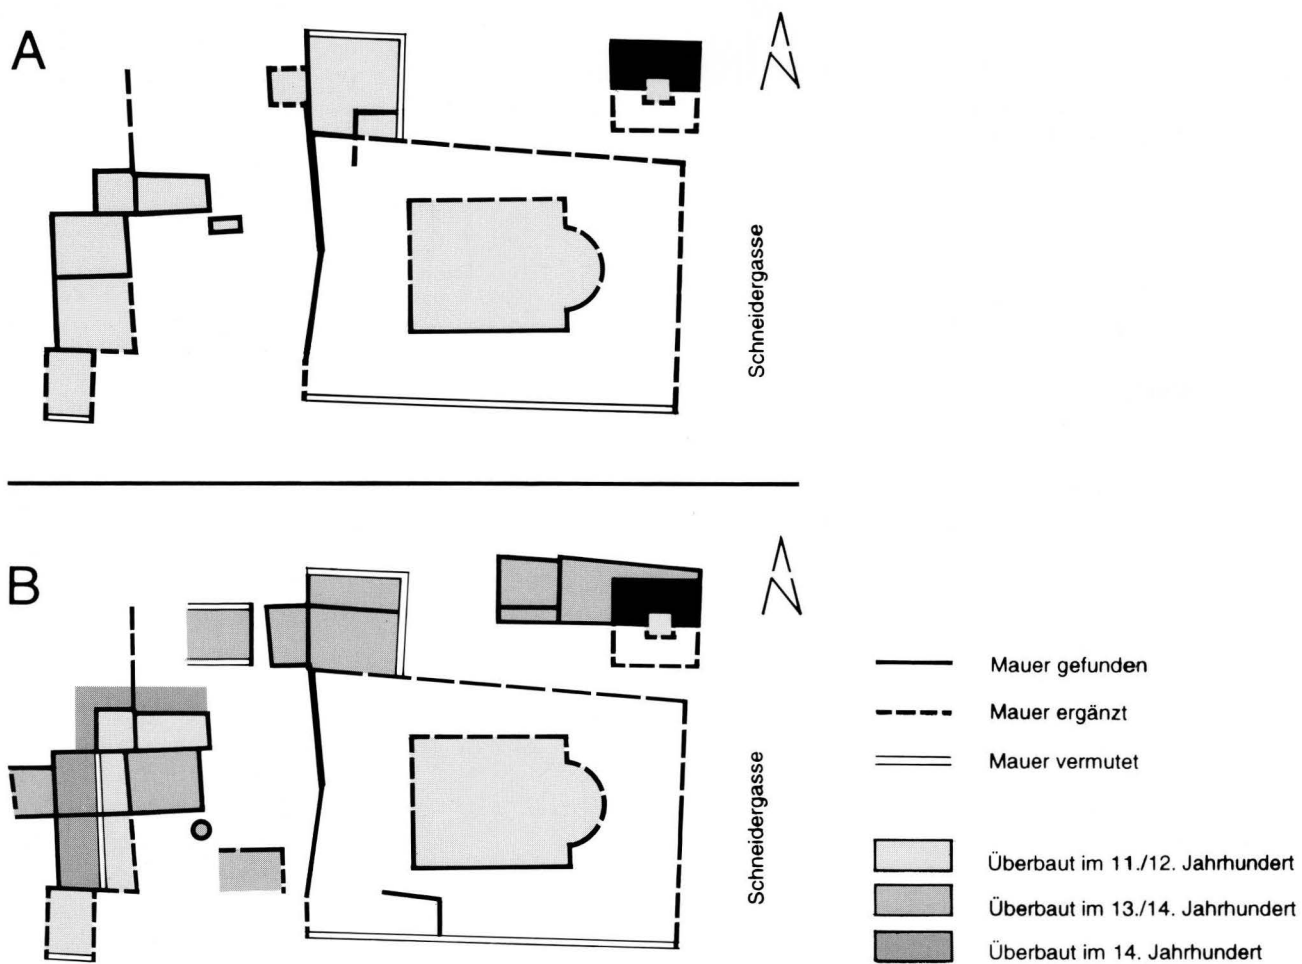 A
N
Schneidergasse
B
N
Schneidergasse
Mauer gefunden
Mauer ergänzt
Mauer vermutet
Überbaut im 11./12. Jahrhundert
Überbaut im 13./14. Jahrhundert
Überbaut im 14. Jahrhundert